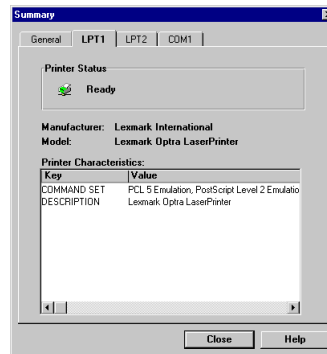 Summary
General LPT1 LPT2 COM1
Printer Status
Ready
Manufacturer: Lexmark International
Model: Lexmark Optra LaserPrinter
Printer Characteristics:
Key Value
COMMAND SET PCL 5 Emulation, PostScript Level 2 Emulatio
DESCRIPTION Lexmark Optra LaserPrinter
Close Help